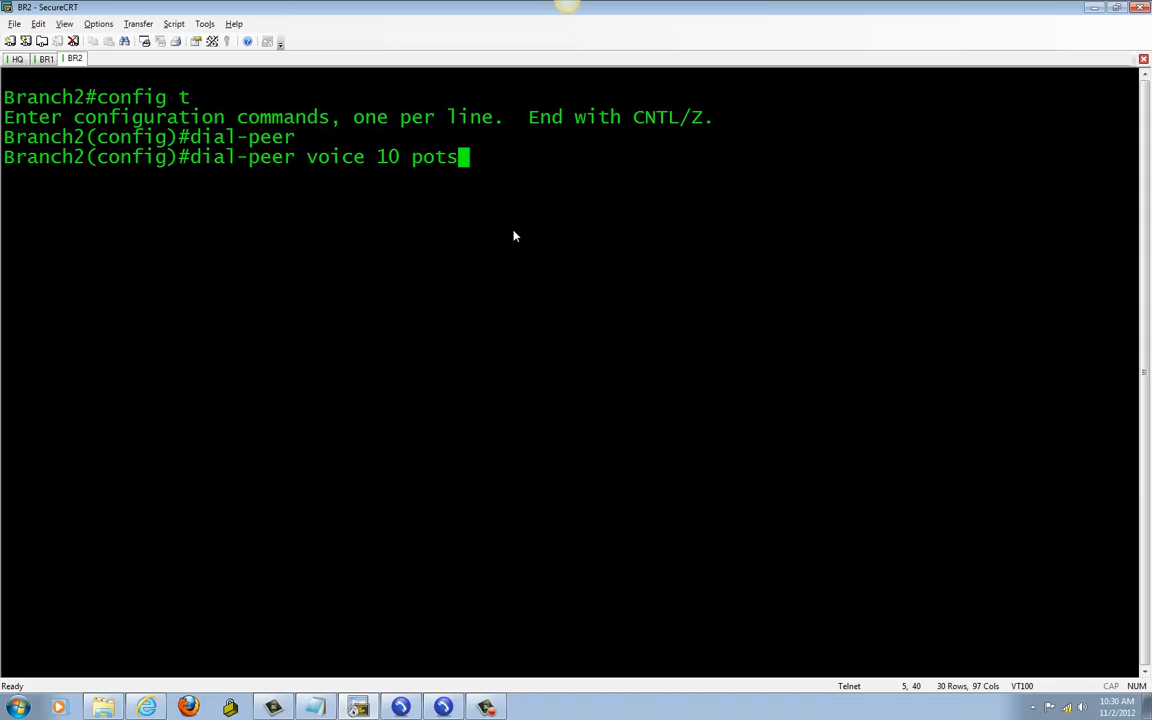 BR2 - SecureCRT
File Edit View Options Transfer Script Tools Help
HQ BR1 BR2
Branch2#config t
Enter configuration commands, one per line.  End with CNTL/Z.
Branch2(config)#dial-peer
Branch2(config)#dial-peer voice 10 pots
Ready Telnet 5, 40 30 Rows, 97 Cols VT100 CAP NUM
10:30 AM
11/2/2012